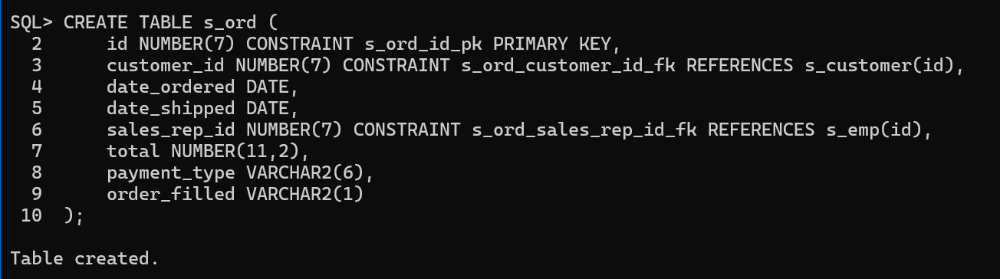 SQL> CREATE TABLE s_ord (
  2      id NUMBER(7) CONSTRAINT s_ord_id_pk PRIMARY KEY,
  3      customer_id NUMBER(7) CONSTRAINT s_ord_customer_id_fk REFERENCES s_customer(id),
  4      date_ordered DATE,
  5      date_shipped DATE,
  6      sales_rep_id NUMBER(7) CONSTRAINT s_ord_sales_rep_id_fk REFERENCES s_emp(id),
  7      total NUMBER(11,2),
  8      payment_type VARCHAR2(6),
  9      order_filled VARCHAR2(1)
 10  );
Table created.